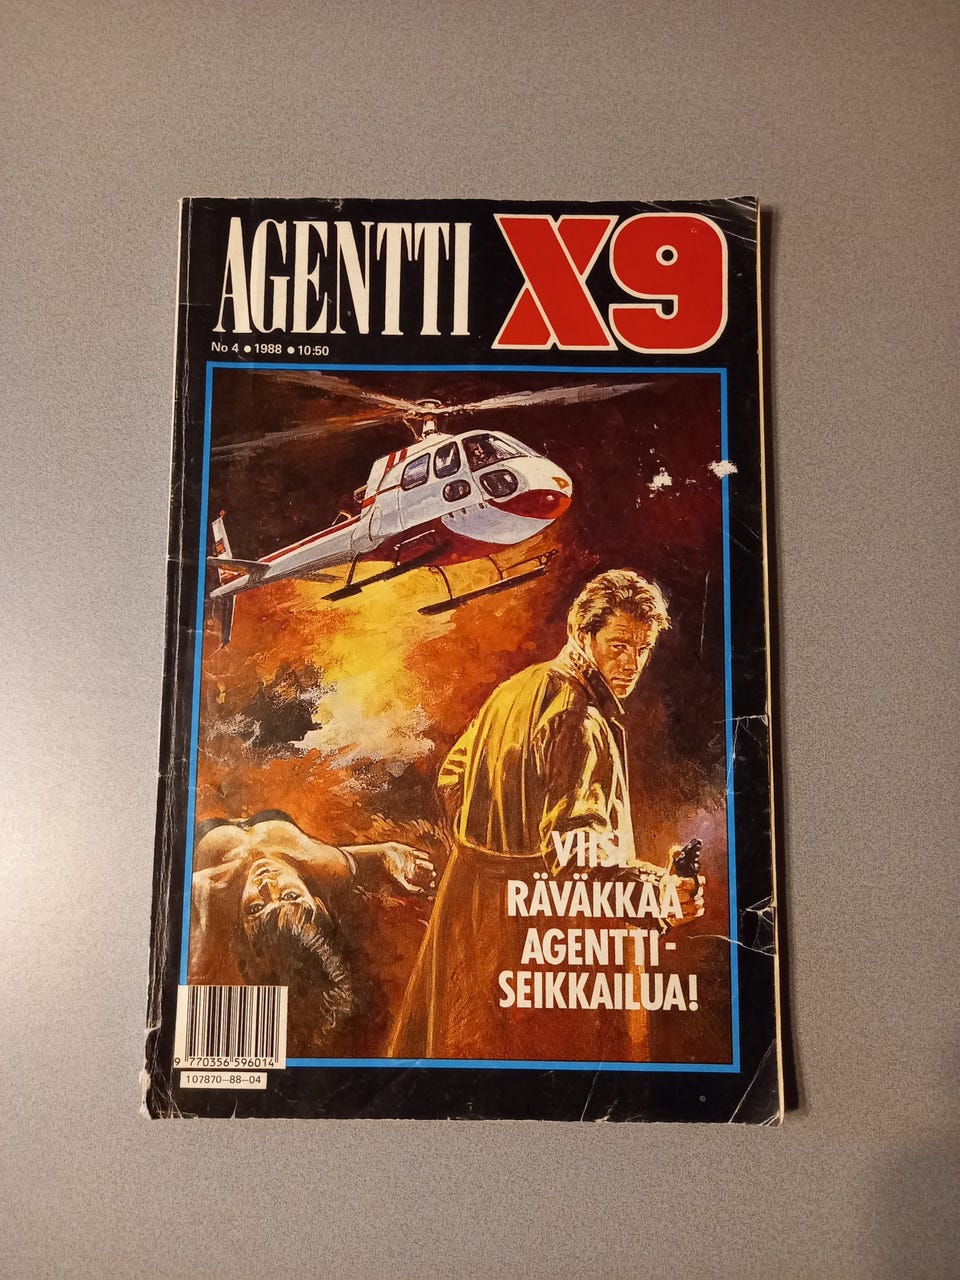 AGENTTI X9
No 4 ● 1988 ● 10:50
VIISI
RÄVÄKKÄÄ
AGENTTI-
SEIKKAILUA!
9 770356 596014
107870-88-04